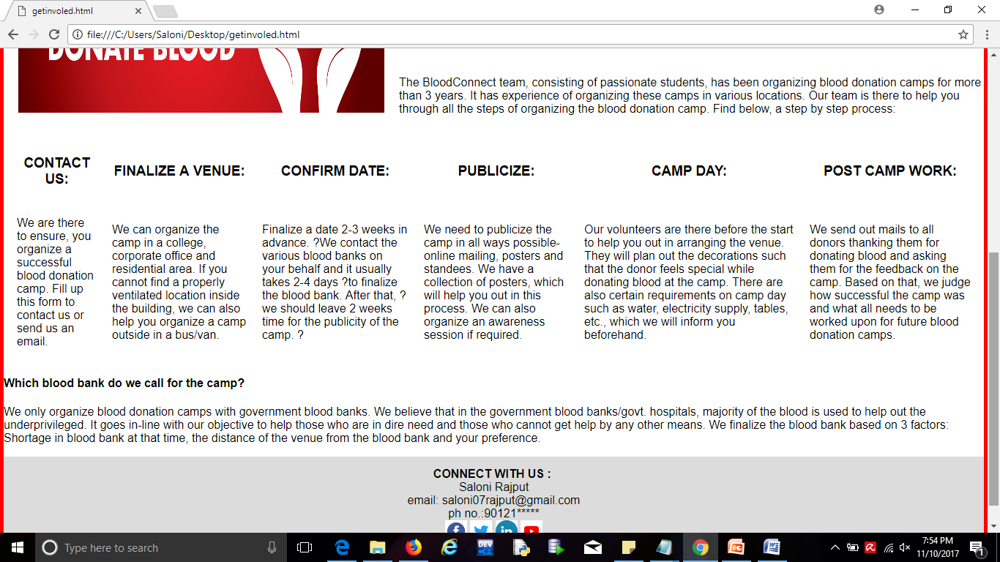 getinvoled.html
file:///C:/Users/Saloni/Desktop/getinvoled.html
DONATE BLOOD
The BloodConnect team, consisting of passionate students, has been organizing blood donation camps for more
than 3 years. It has experience of organizing these camps in various locations. Our team is there to help you
through all the steps of organizing the blood donation camp. Find below, a step by step process:
CONTACT
US:
FINALIZE A VENUE:
CONFIRM DATE:
PUBLICIZE:
CAMP DAY:
POST CAMP WORK:
We are there
to ensure, you
organize a
successful
blood donation
camp. Fill up
this form to
contact us or
send us an
email.
We can organize the
camp in a college,
corporate office and
residential area. If you
cannot find a properly
ventilated location inside
the building, we can also
help you organize a camp
outside in a bus/van.
Finalize a date 2-3 weeks in
advance. ?We contact the
various blood banks on
your behalf and it usually
takes 2-4 days ?to finalize
the blood bank. After that, ?
we should leave 2 weeks
time for the publicity of the
camp. ?
We need to publicize the
camp in all ways possible-
online mailing, posters and
standees. We have a
collection of posters, which
will help you out in this
process. We can also
organize an awareness
session if required.
Our volunteers are there before the start
to help you out in arranging the venue.
They will plan out the decorations such
that the donor feels special while
donating blood at the camp. There are
also certain requirements on camp day
such as water, electricity supply, tables,
etc., which we will inform you
beforehand.
We send out mails to all
donors thanking them for
donating blood and asking
them for the feedback on the
camp. Based on that, we judge
how successful the camp was
and what all needs to be
worked upon for future blood
donation camps.
Which blood bank do we call for the camp?
We only organize blood donation camps with government blood banks. We believe that in the government blood banks/govt. hospitals, majority of the blood is used to help out the
underprivileged. It goes in-line with our objective to help those who are in dire need and those who cannot get help by any other means. We finalize the blood bank based on 3 factors:
Shortage in blood bank at that time, the distance of the venue from the blood bank and your preference.
CONNECT WITH US :
Saloni Rajput
email: saloni07rajput@gmail.com
ph no.:90121*****
Type here to search
DEV
7:54 PM
11/10/2017
1